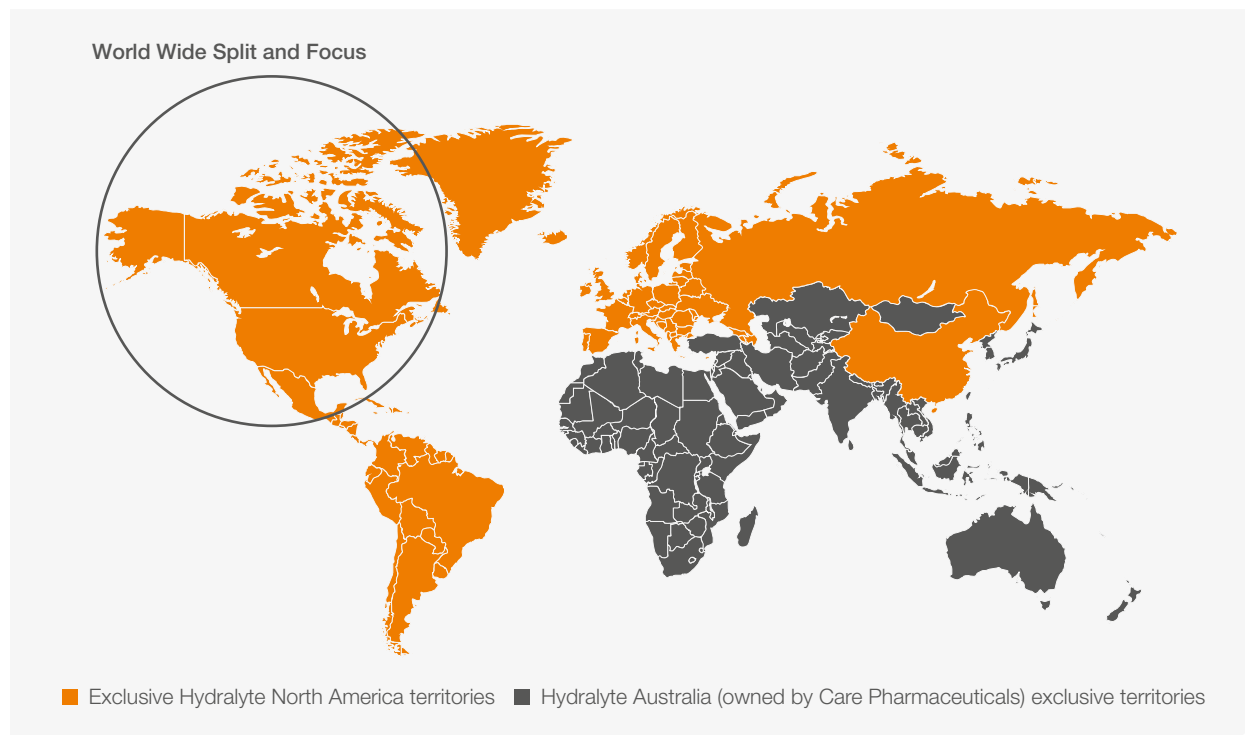 World Wide Split and Focus
Exclusive Hydralyte North America territories
Hydralyte Australia (owned by Care Pharmaceuticals) exclusive territories